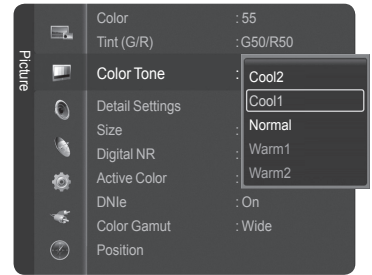 Picture
Color : 55
Tint (G/R) : G50/R50
Color Tone :
Cool2
Cool1
Normal
Warm1
Warm2
Detail Settings
Size :
Digital NR :
Active Color :
DNIe : On
Color Gamut : Wide
Position